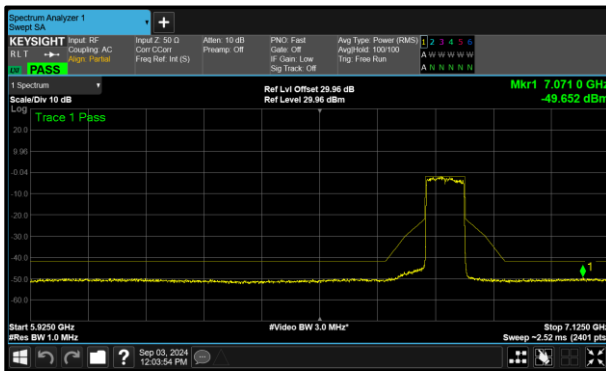 Spectrum Analyzer 1
Swept SA
+
KEYSIGHT
RLT
PASS
Input: RF
Coupling: AC
Align: Partial
Input Z: 50 Ω
Corr CCorr
Freq Ref: Int (S)
Atten: 10 dB
Preamp: Off
PNO: Fast
Gate: Off
IF Gain: Low
Sig Track: Off
Avg Type: Power (RMS)
Avg|Hold: 100/100
Trig: Free Run
1 2 3 4 5 6
A W W W W W
A N N N N N
1 Spectrum
Scale/Div 10 dB
Ref Lvl Offset 29.96 dB
Ref Level 29.96 dBm
Mkr1 7.071 0 GHz
-49.652 dBm
Log
Trace 1 Pass
20.0
9.96
-0.04
-10.0
-20.0
-30.0
-40.0
-50.0
-60.0
1
Start 5.9250 GHz
#Res BW 1.0 MHz
#Video BW 3.0 MHz*
Stop 7.1250 GHz
Sweep ~2.52 ms (2401 pts)
?
Sep 03, 2024
12:03:54 PM